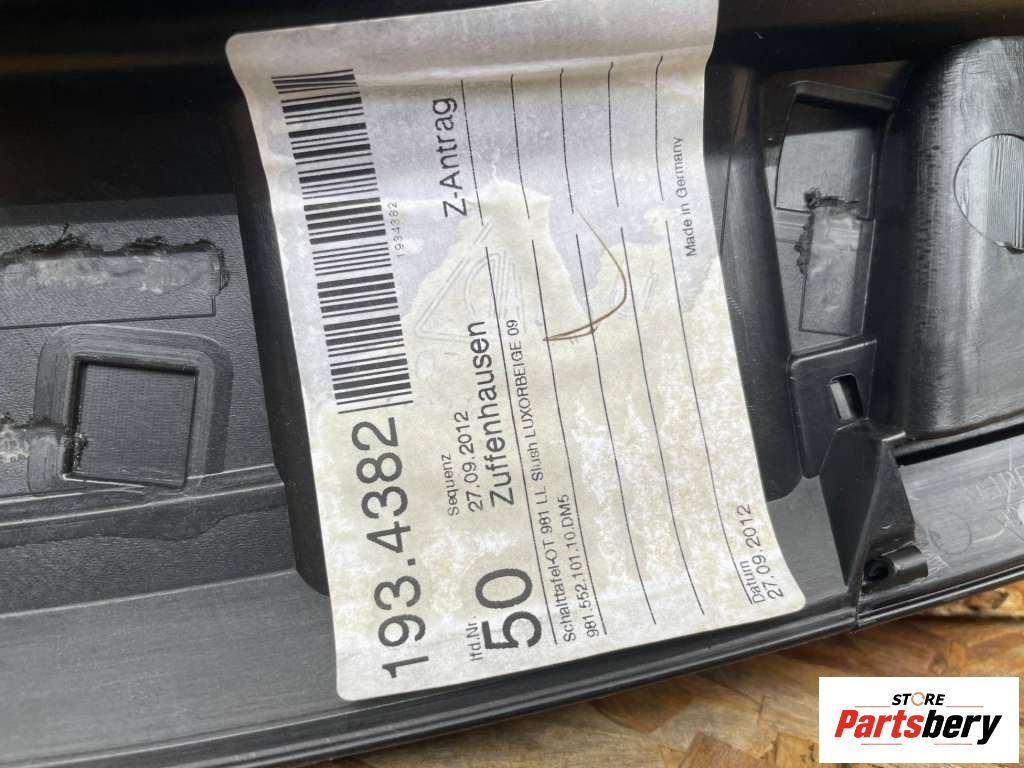 193.4382
1934382
lfd.Nr
50
Sequenz
27.09.2012
Zuffenhausen
Z-Antrag
Schalttafel-OT 981 LL Slush LUXORBEIGE 09
981.552.101.10.DM5
Datum
27.09.2012
Made in Germany
STORE
Partsbery